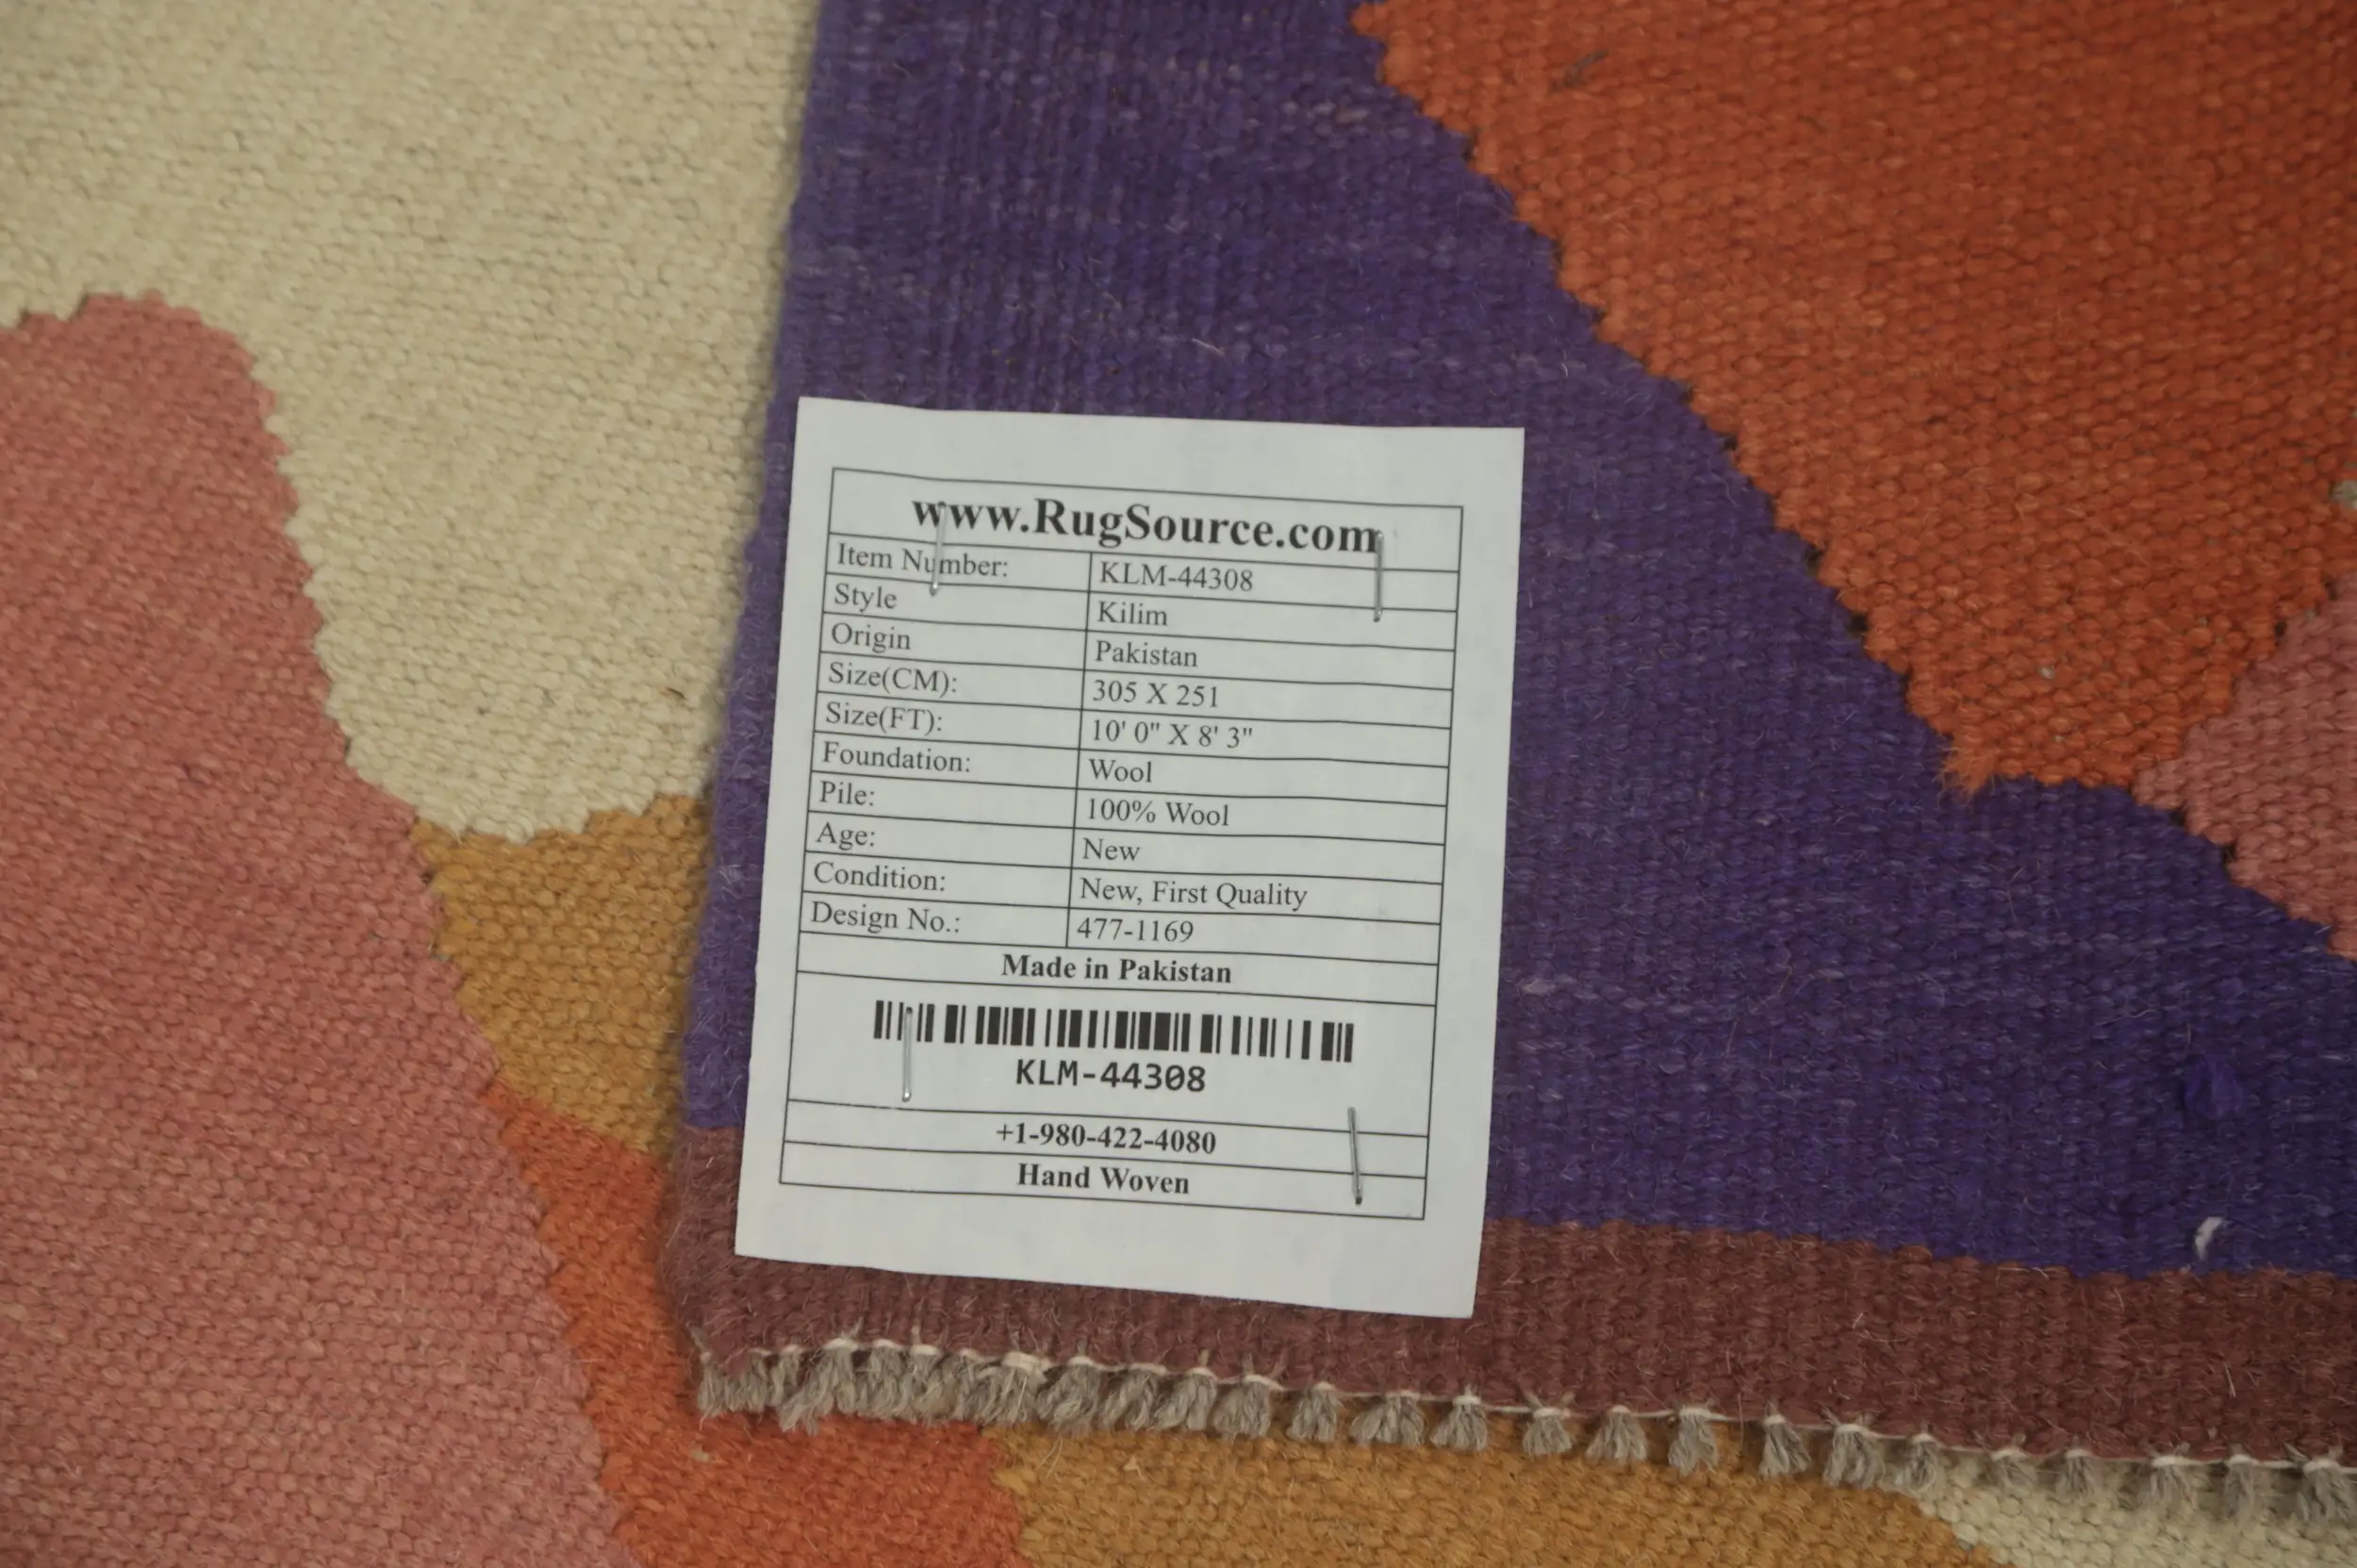 www.RugSource.com
Item Number: KLM-44308
Style Kilim
Origin Pakistan
Size(CM): 305 X 251
Size(FT): 10' 0" X 8' 3"
Foundation: Wool
Pile: 100% Wool
Age: New
Condition: New, First Quality
Design No.: 477-1169
Made in Pakistan
KLM-44308
+1-980-422-4080
Hand Woven